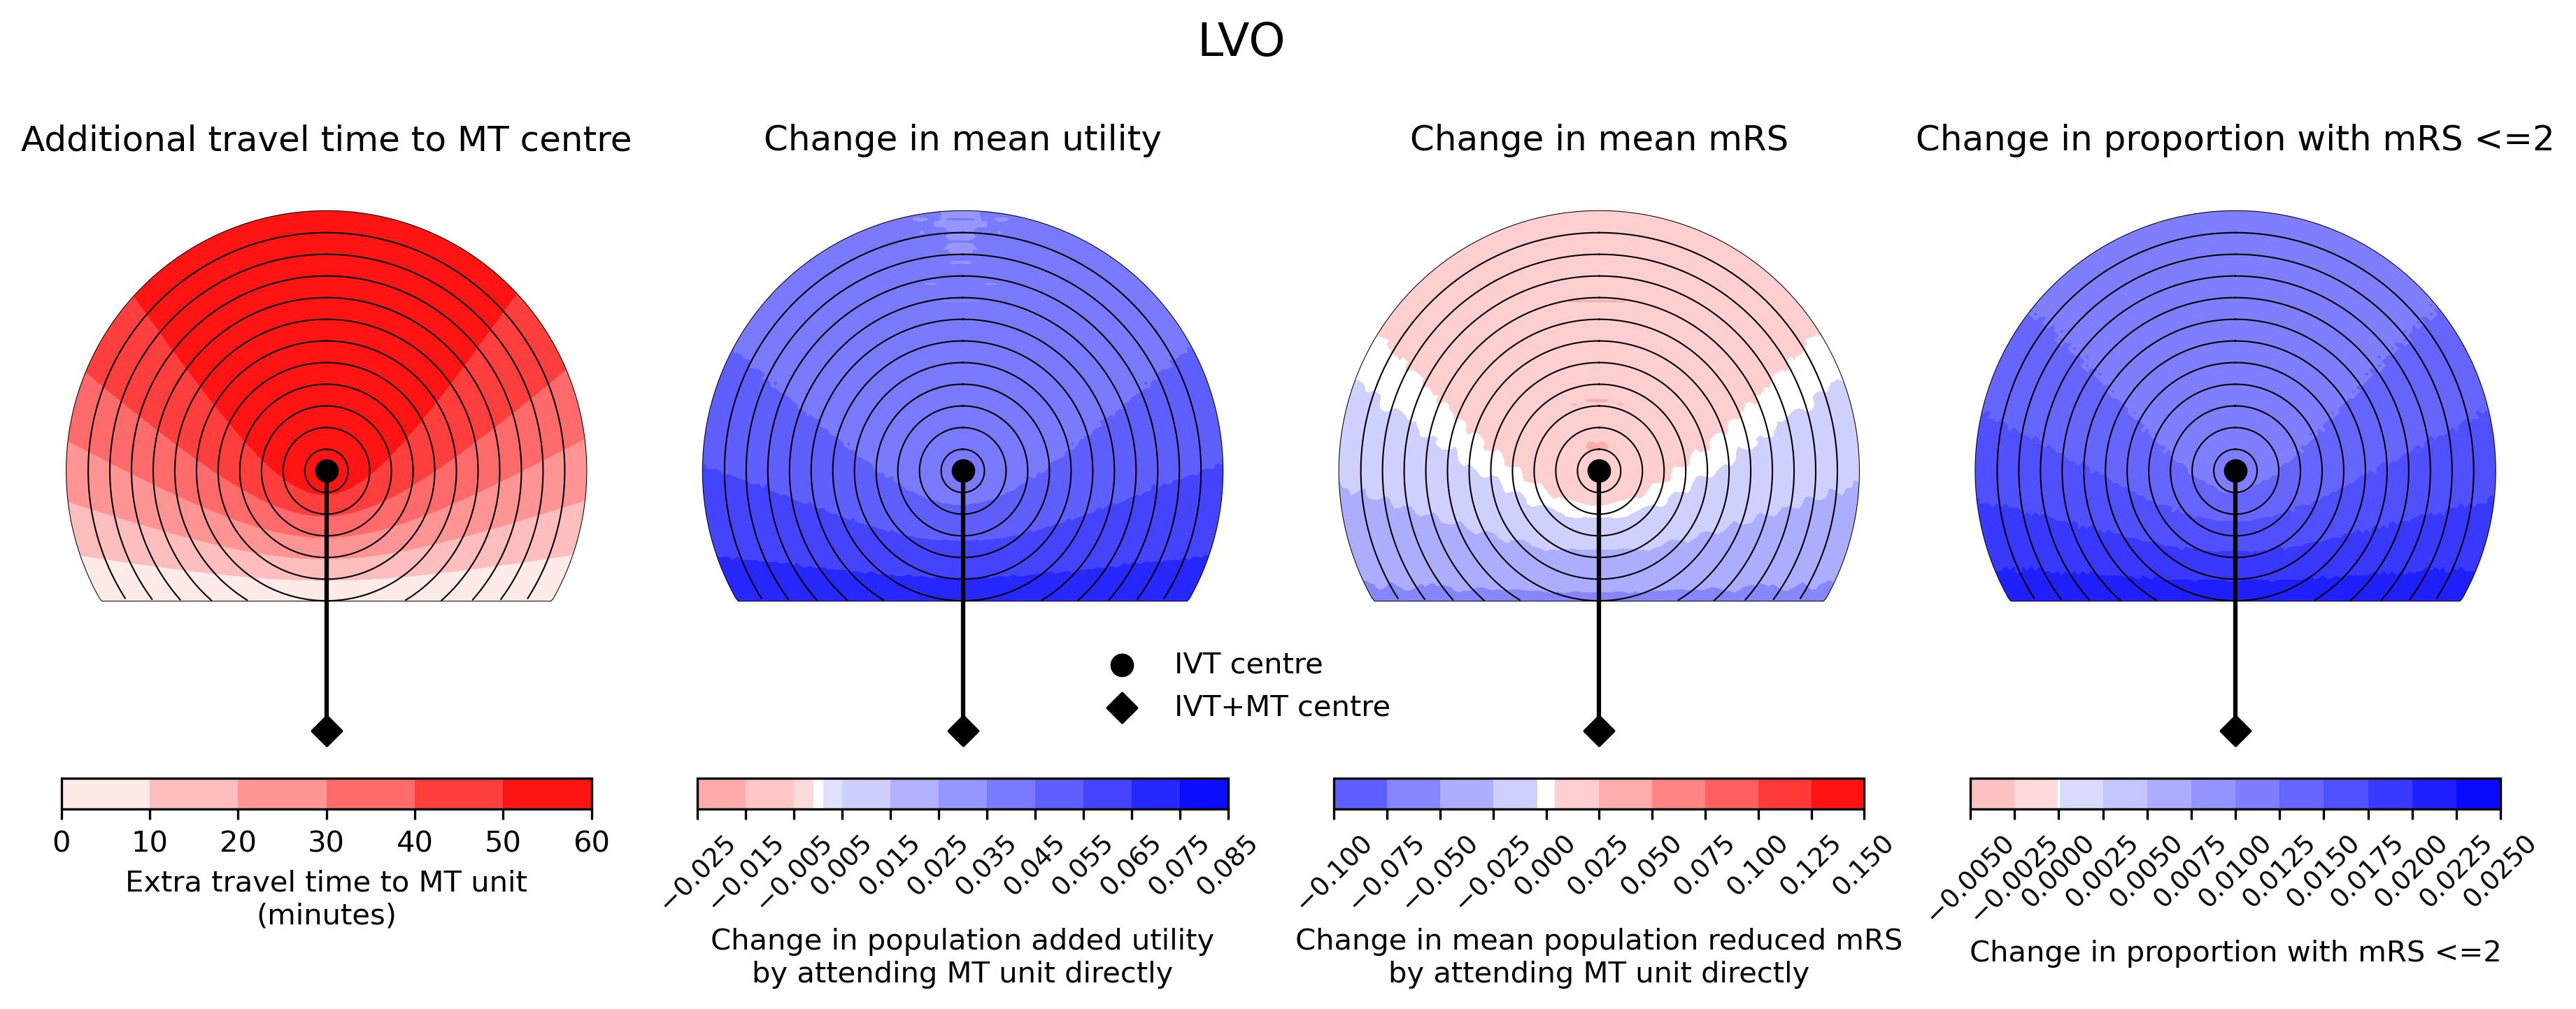 LVO
Additional travel time to MT centre
Change in mean utility
Change in mean mRS
Change in proportion with mRS <=2
IVT centre
IVT+MT centre
0 10 20 30 40 50 60
Extra travel time to MT unit
(minutes)
−0.025 −0.015 −0.005 0.005 0.015 0.025 0.035 0.045 0.055 0.065 0.075 0.085
Change in population added utility
by attending MT unit directly
−0.100 −0.075 −0.050 −0.025 0.000 0.025 0.050 0.075 0.100 0.125 0.150
Change in mean population reduced mRS
by attending MT unit directly
−0.0050 −0.0025 0.0000 0.0025 0.0050 0.0075 0.0100 0.0125 0.0150 0.0175 0.0200 0.0225 0.0250
Change in proportion with mRS <=2